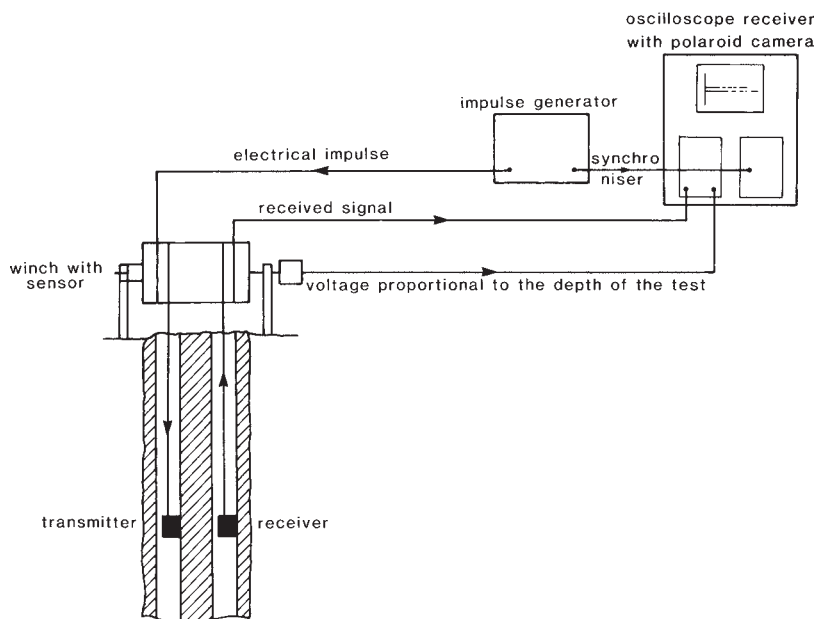 oscilloscope receiver
with polaroid camera
impulse generator
electrical impulse
synchro
niser
received signal
winch with
sensor
voltage proportional to the depth of the test
transmitter
receiver